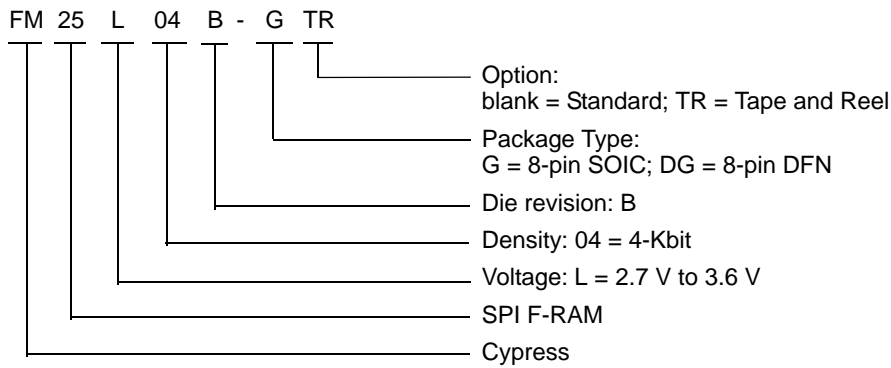 FM 25 L 04 B - G TR
Option:
blank = Standard; TR = Tape and Reel
Package Type:
G = 8-pin SOIC; DG = 8-pin DFN
Die revision: B
Density: 04 = 4-Kbit
Voltage: L = 2.7 V to 3.6 V
SPI F-RAM
Cypress